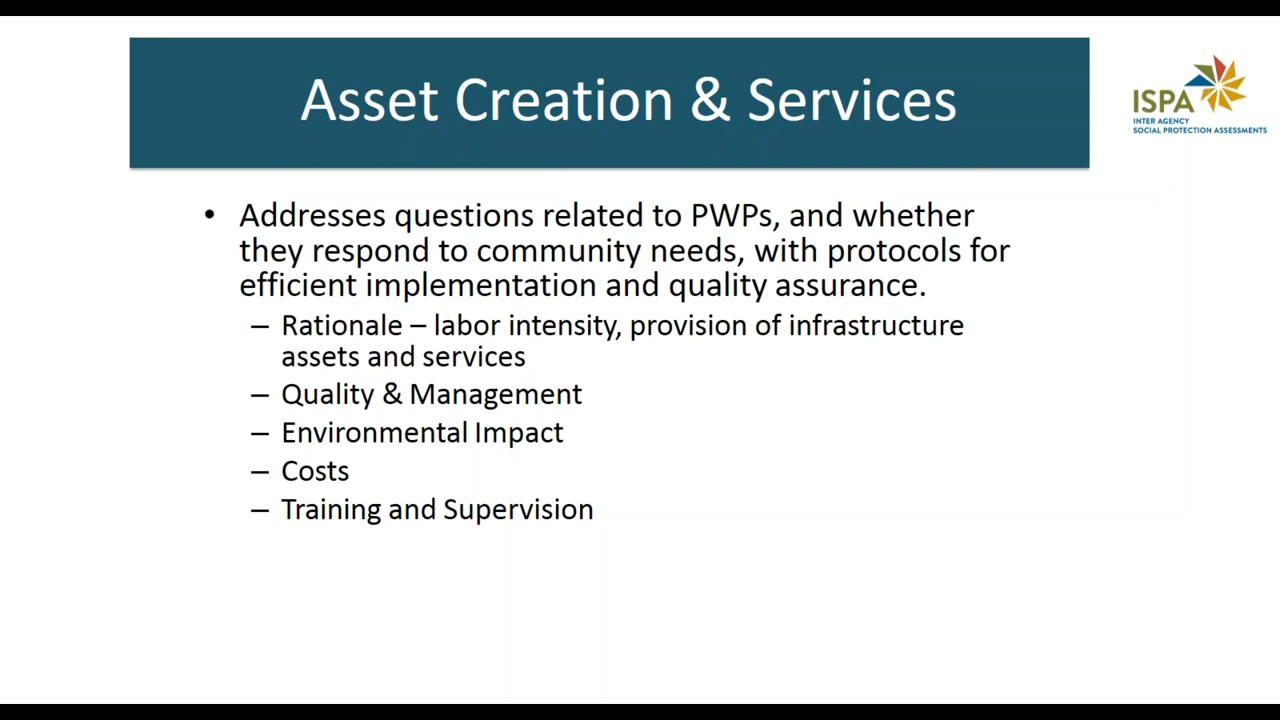 Asset Creation & Services
ISPA
INTER AGENCY
SOCIAL PROTECTION ASSESSMENTS
• Addresses questions related to PWPs, and whether
they respond to community needs, with protocols for
efficient implementation and quality assurance.
– Rationale – labor intensity, provision of infrastructure
assets and services
– Quality & Management
– Environmental Impact
– Costs
– Training and Supervision